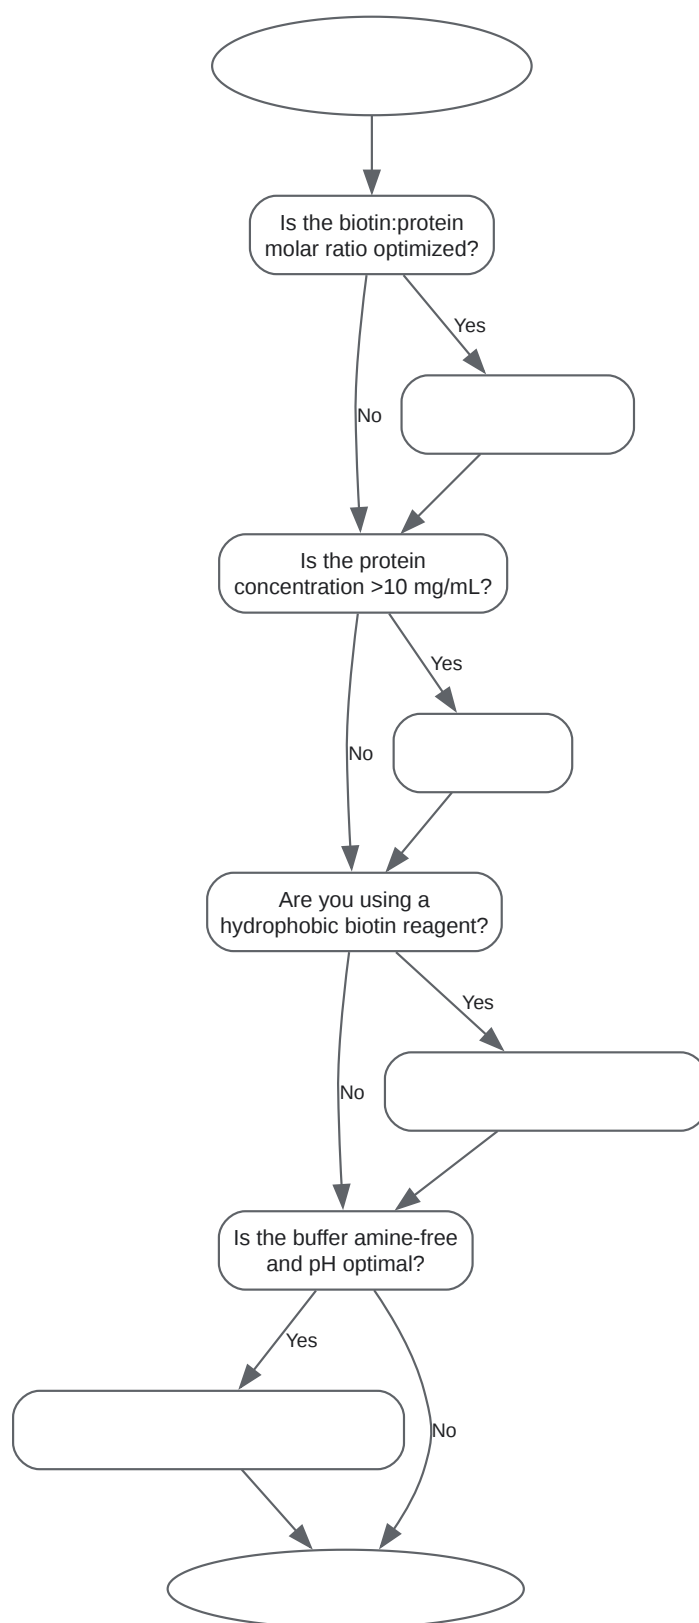 Is the biotin:protein
molar ratio optimized?
Yes
No
Is the protein
concentration >10 mg/mL?
Yes
No
Are you using a
hydrophobic biotin reagent?
Yes
No
Is the buffer amine-free
and pH optimal?
Yes
No